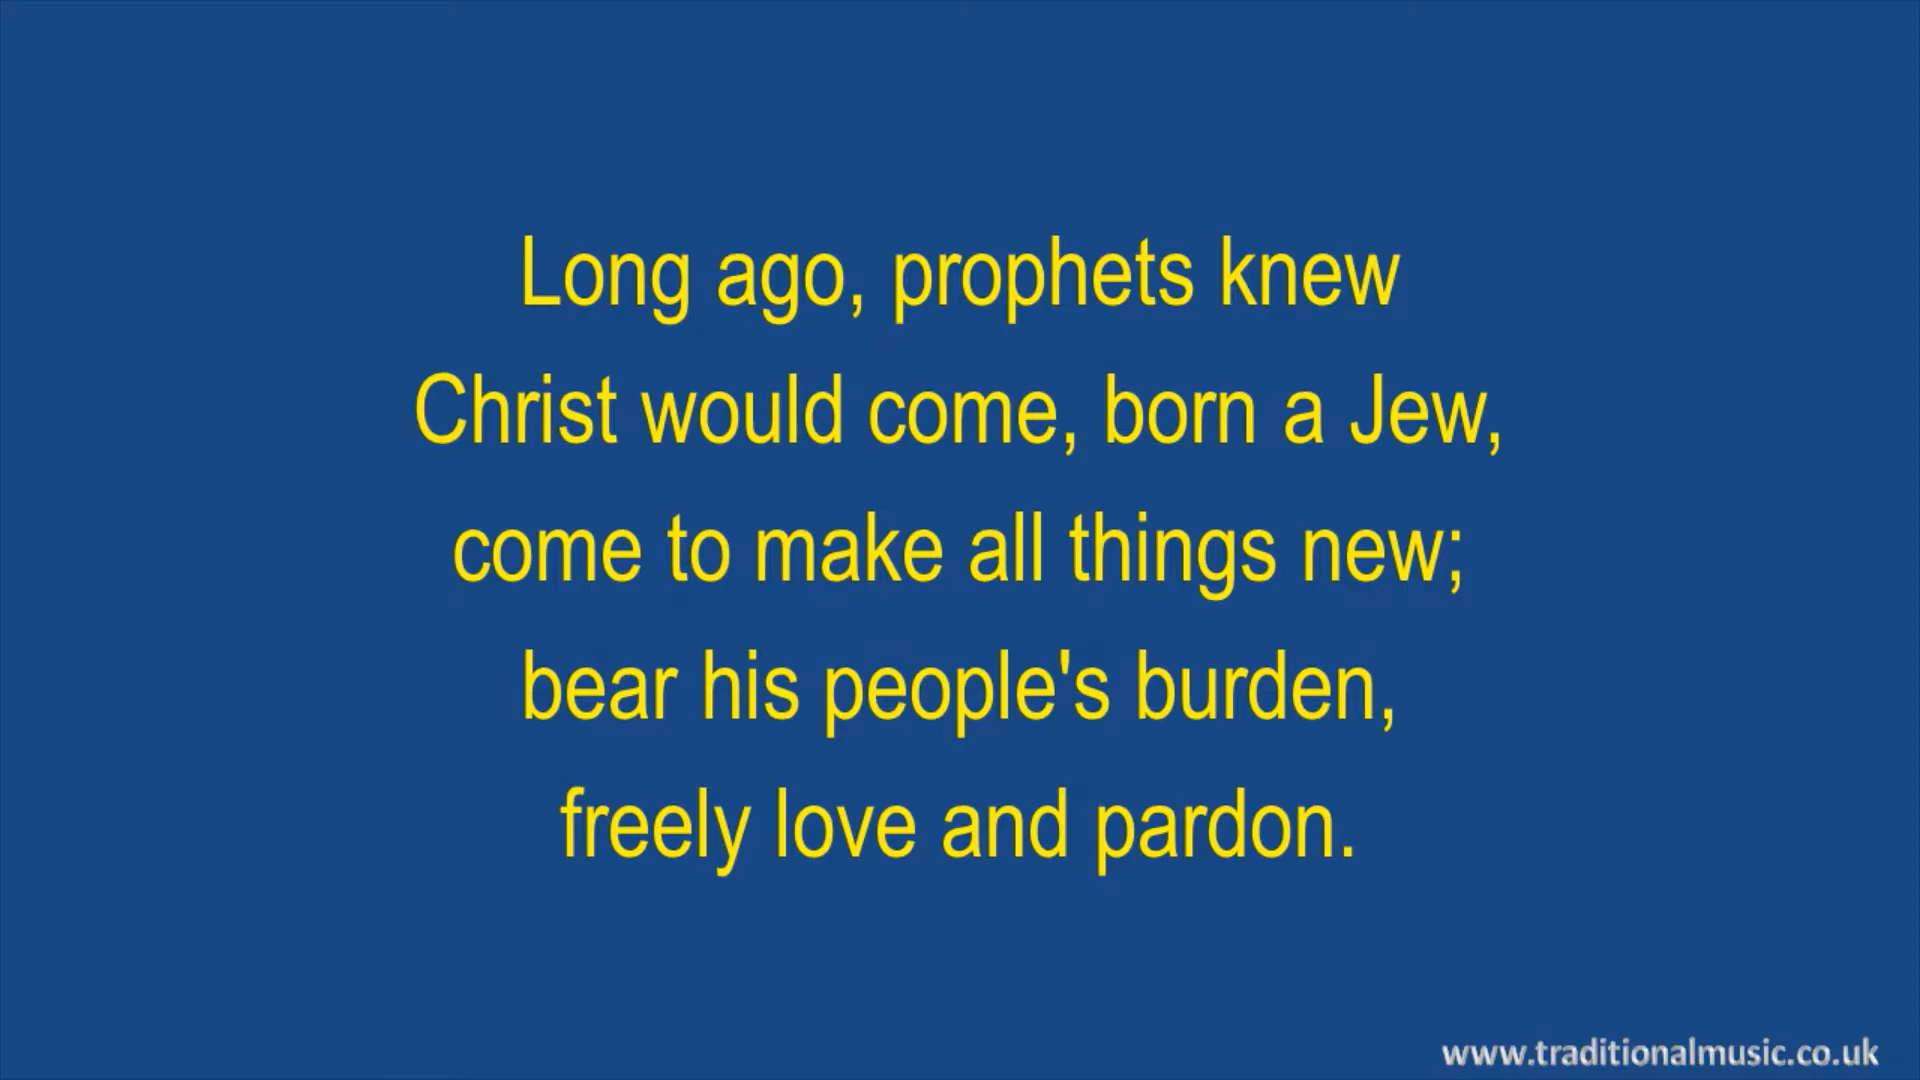 Long ago, prophets knew
Christ would come, born a Jew,
come to make all things new;
bear his people's burden,
freely love and pardon.
www.traditionalmusic.co.uk